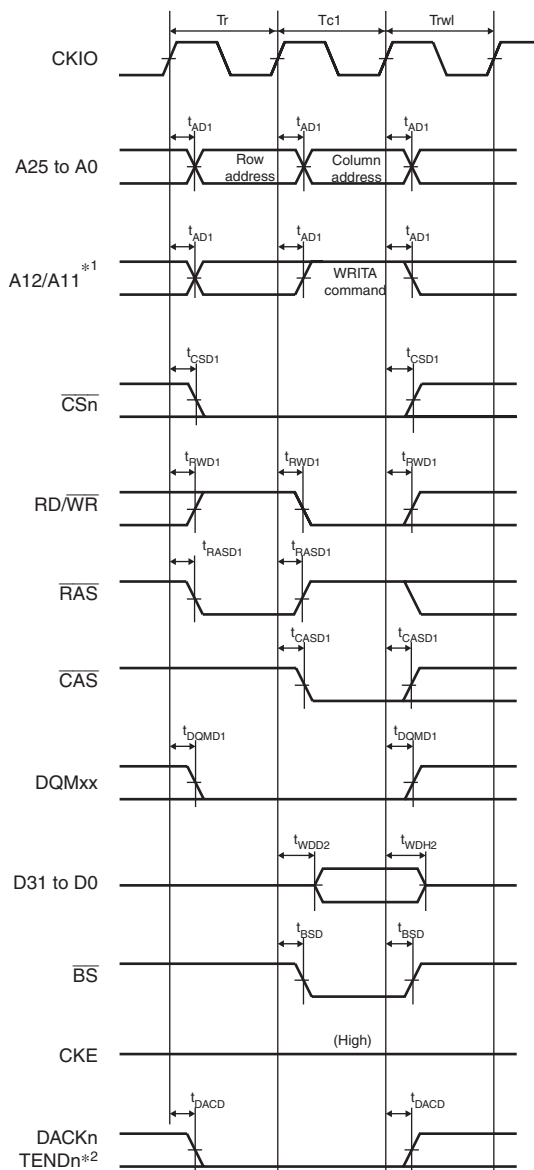 Tr Tc1 Trwl
CKIO
tAD1 tAD1 tAD1
A25 to A0
Row address
Column address
tAD1 tAD1 tAD1
A12/A11*1
WRITA command
tCSD1 tCSD1
CSn
tRWD1 tRWD1 tRWD1
RD/WR
tRASD1 tRASD1
RAS
tCASD1 tCASD1
CAS
tDQMD1 tDQMD1
DQMxx
tWDD2 tWDH2
D31 to D0
tBSD tBSD
BS
(High)
CKE
tDACD tDACD
DACKn
TENDn*2